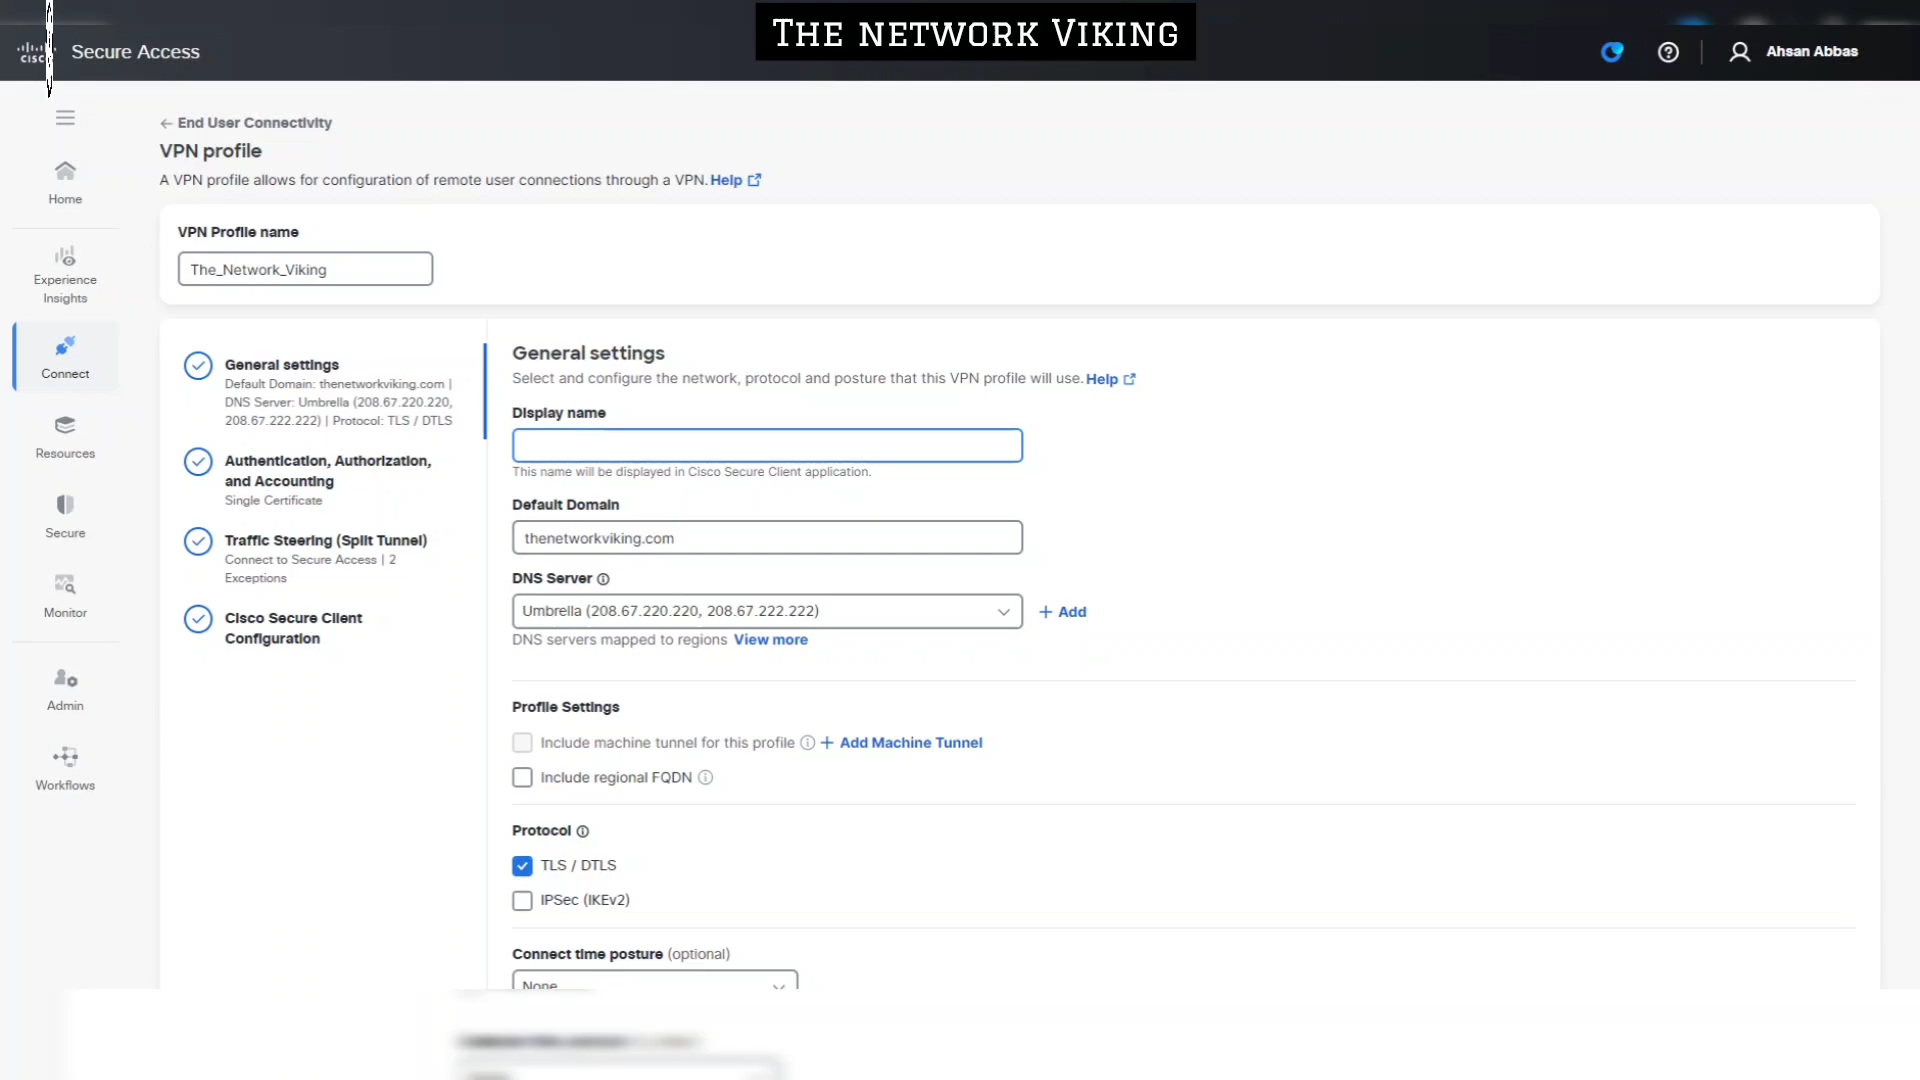 THE NETWORK VIKING
CISCO Secure Access
Ahsan Abbas
Home
Experience
Insights
Connect
Resources
Secure
Monitor
Admin
Workflows
← End User Connectivity
VPN profile
A VPN profile allows for configuration of remote user connections through a VPN. Help
VPN Profile name
The_Network_Viking
General settings
Default Domain: thenetworkviking.com |
DNS Server: Umbrella (208.67.220.220,
208.67.222.222) | Protocol: TLS / DTLS
Authentication, Authorization,
and Accounting
Single Certificate
Traffic Steering (Split Tunnel)
Connect to Secure Access | 2
Exceptions
Cisco Secure Client
Configuration
General settings
Select and configure the network, protocol and posture that this VPN profile will use. Help
Display name
This name will be displayed in Cisco Secure Client application.
Default Domain
thenetworkviking.com
DNS Server
Umbrella (208.67.220.220, 208.67.222.222)
+ Add
DNS servers mapped to regions View more
Profile Settings
Include machine tunnel for this profile + Add Machine Tunnel
Include regional FQDN
Protocol
TLS / DTLS
IPSec (IKEv2)
Connect time posture (optional)
None